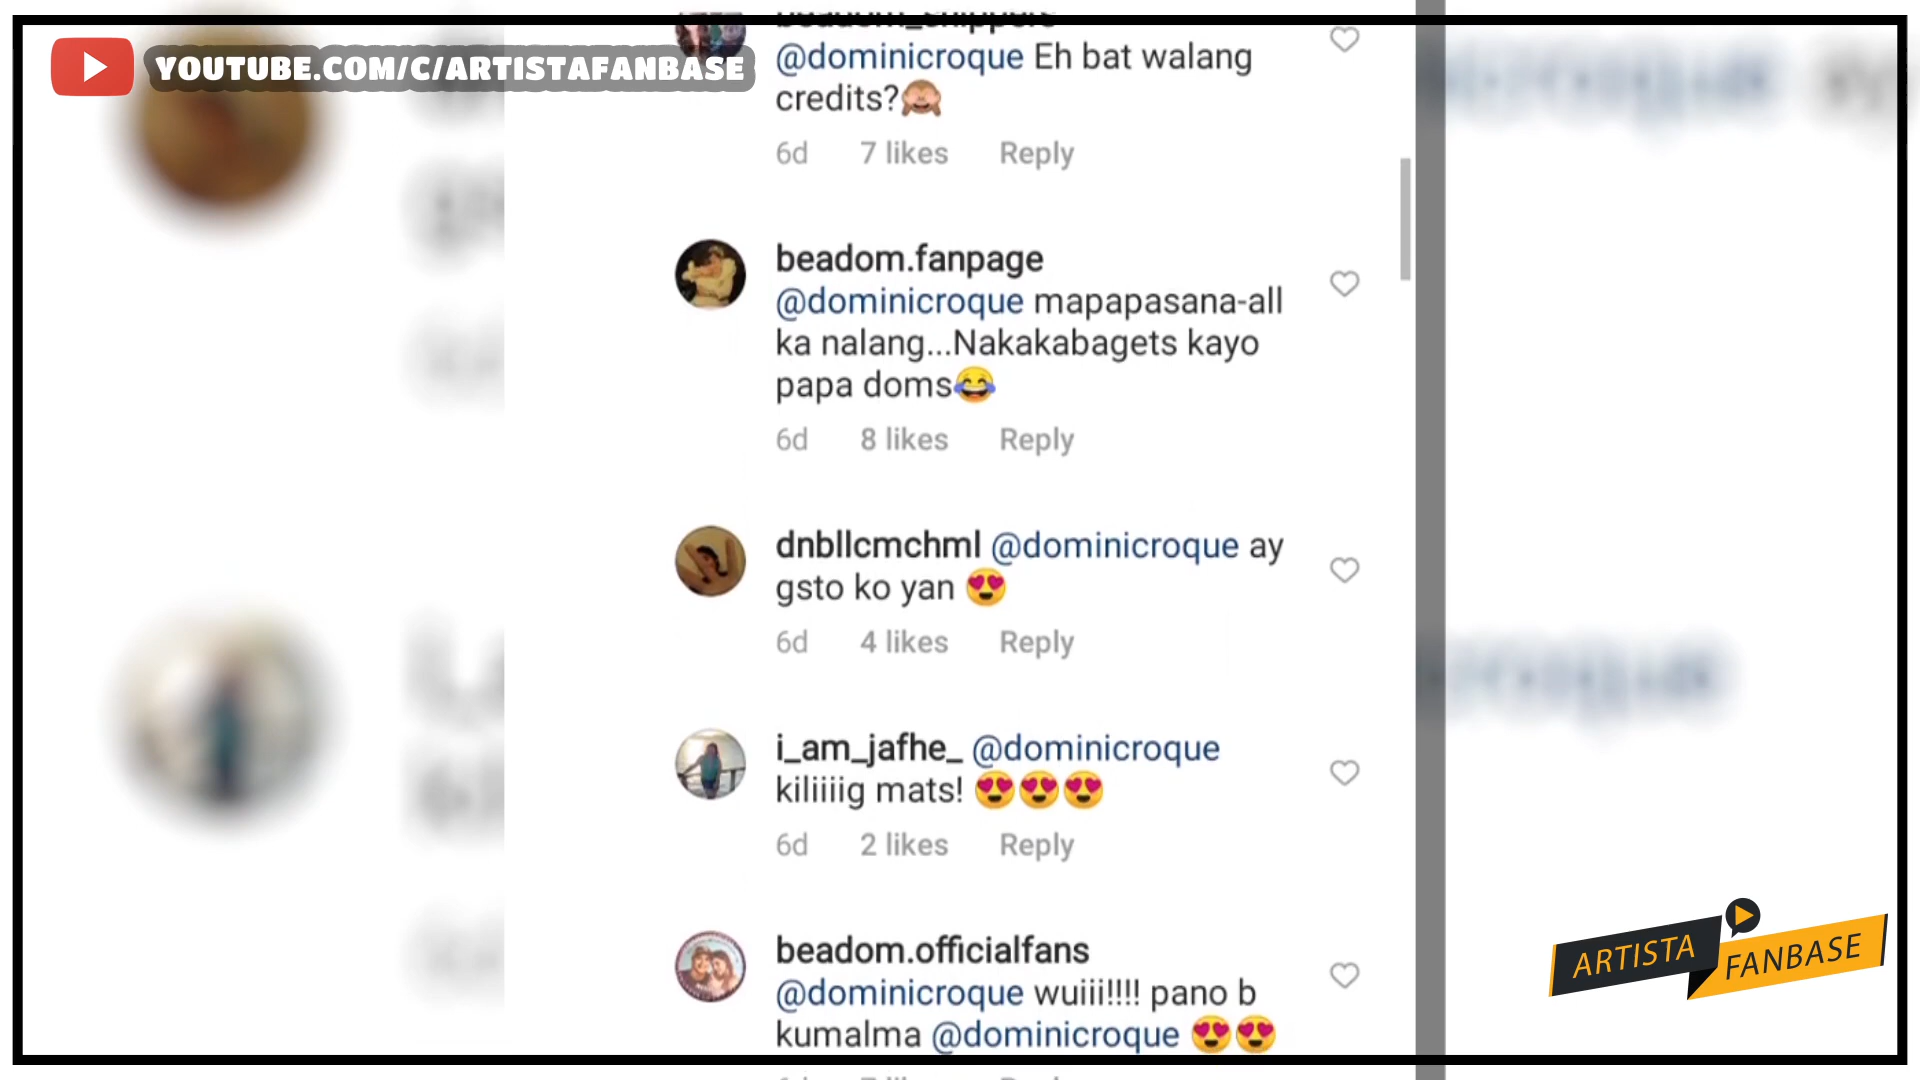 YOUTUBE.COM/C/ARTISTAFANBASE
beadom_shippers
@dominicroque Eh bat walang
credits?🙈
6d 7 likes Reply
beadom.fanpage
@dominicroque mapapasana-all
ka nalang...Nakakabagets kayo
papa doms😂
6d 8 likes Reply
dnbllcmchml @dominicroque ay
gsto ko yan 😍
6d 4 likes Reply
i_am_jafhe_ @dominicroque
kiliiiig mats! 😍😍😍
6d 2 likes Reply
beadom.officialfans
@dominicroque wuiii!!!! pano b
kumalma @dominicroque 😍😍
ARTISTA
FANBASE